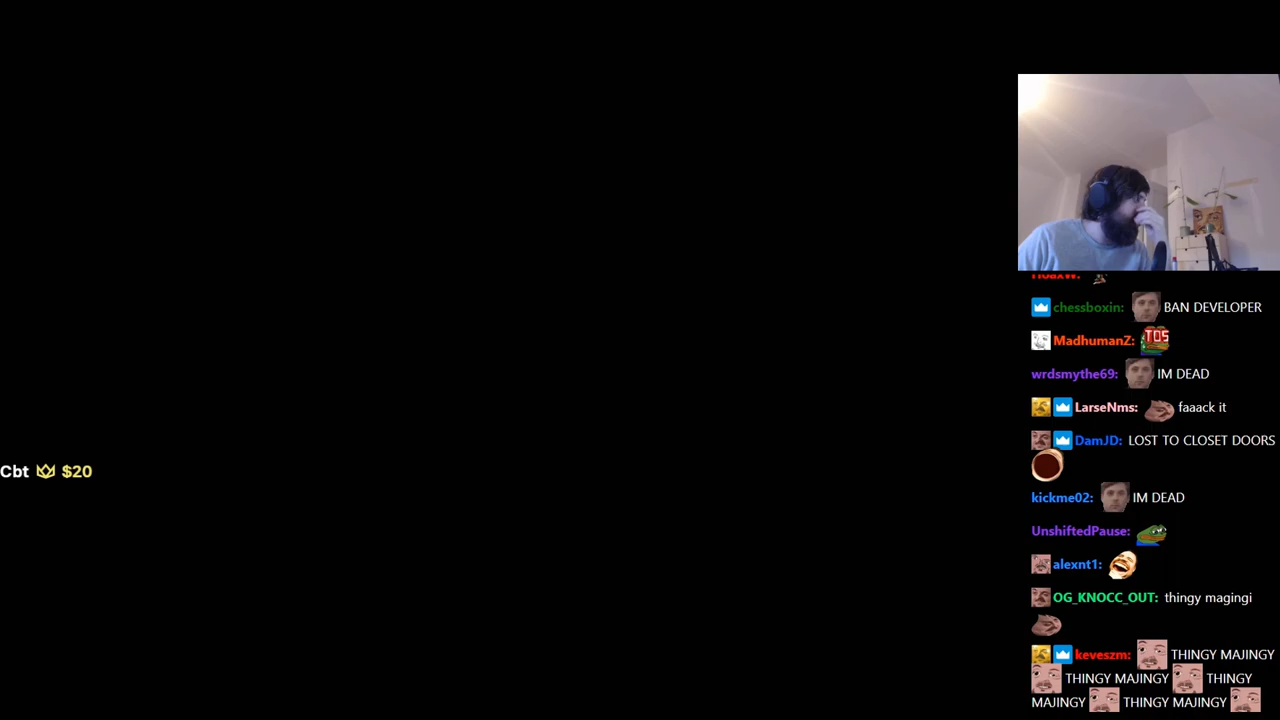 HoaxW:
chessboxin: BAN DEVELOPER
MadhumanZ: TOS
wrdsmythe69: IM DEAD
LarseNms: faaack it
DamJD: LOST TO CLOSET DOORS
Cbt $20
kickme02: IM DEAD
UnshiftedPause:
alexnt1:
OG_KNOCC_OUT: thingy magingi
keveszm: THINGY MAJINGY
THINGY MAJINGY THINGY
MAJINGY THINGY MAJINGY